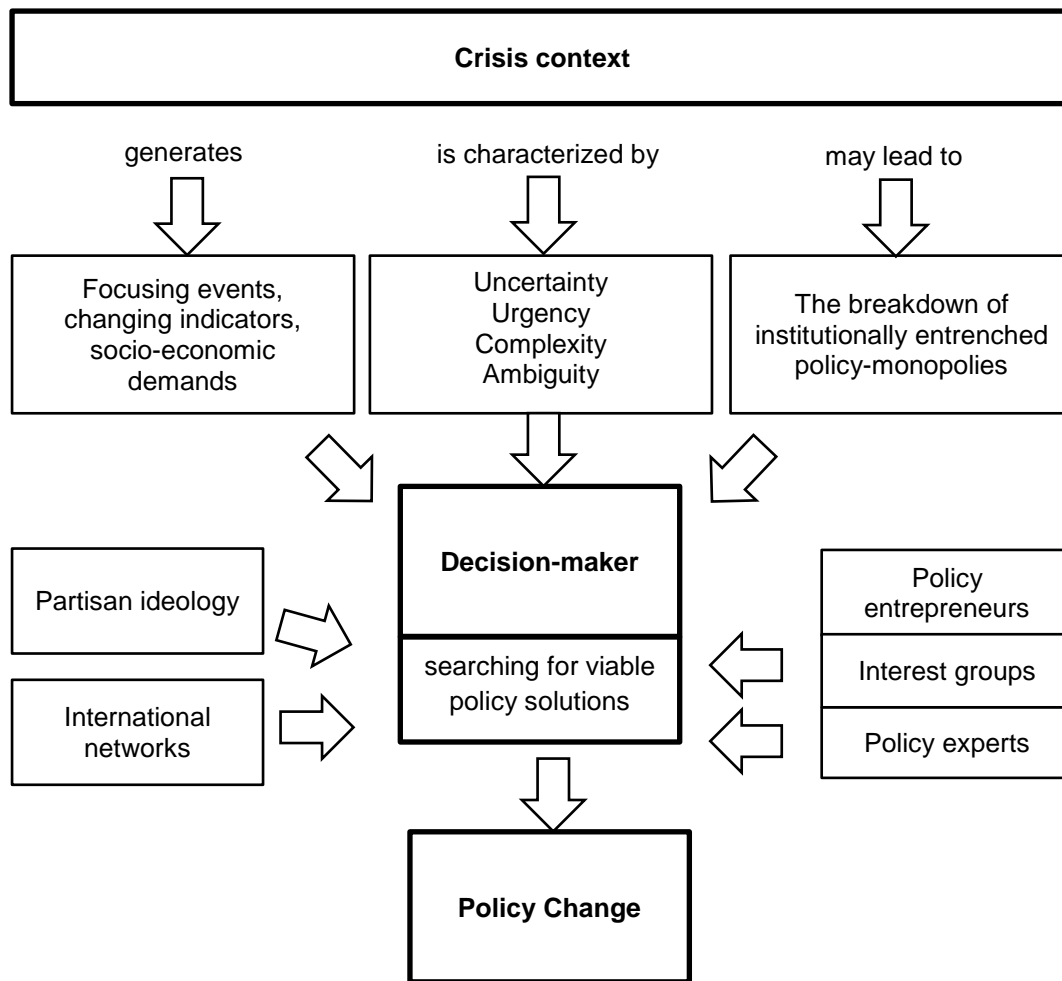 Crisis context
generates
is characterized by
may lead to
Focusing events,
changing indicators,
socio-economic
demands
Uncertainty
Urgency
Complexity
Ambiguity
The breakdown of
institutionally entrenched
policy-monopolies
Decision-maker
searching for viable
policy solutions
Partisan ideology
International
networks
Policy
entrepreneurs
Interest groups
Policy experts
Policy Change